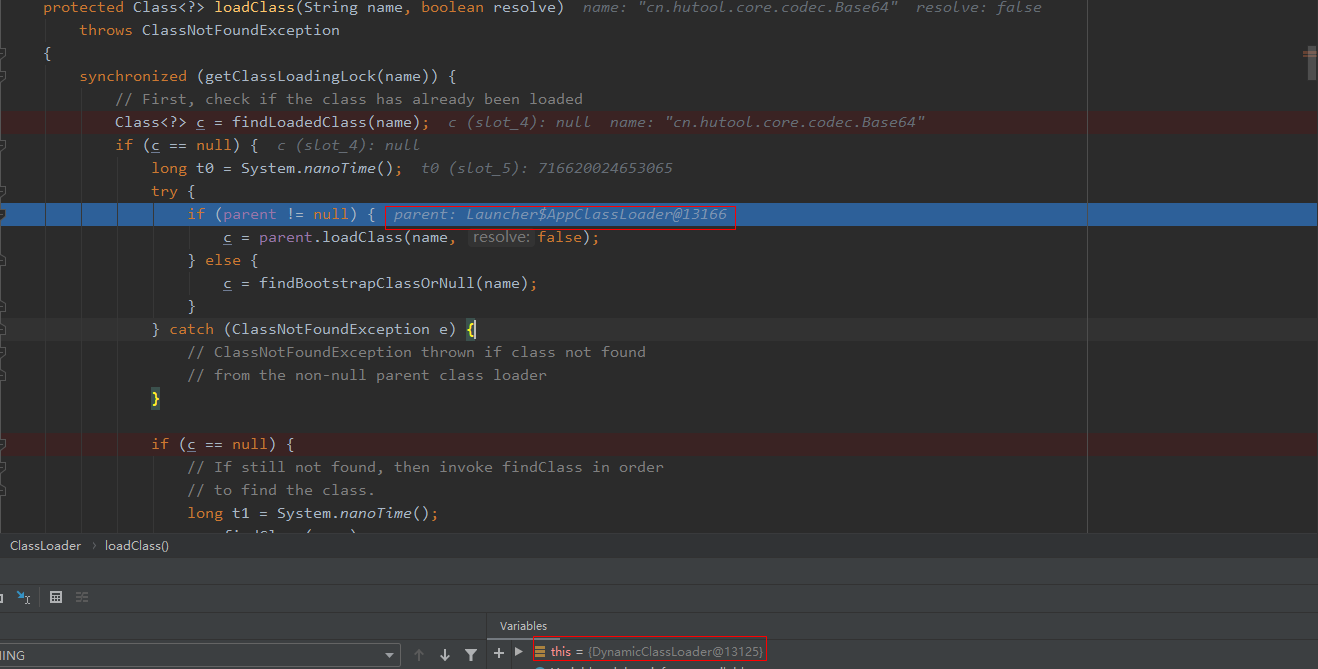 protected Class<?> loadClass(String name, boolean resolve)  name: "cn.hutool.core.codec.Base64"  resolve: false
throws ClassNotFoundException
{
synchronized (getClassLoadingLock(name)) {
// First, check if the class has already been loaded
Class<?> c = findLoadedClass(name);  c (slot_4): null  name: "cn.hutool.core.codec.Base64"
if (c == null) {  c (slot_4): null
long t0 = System.nanoTime();  t0 (slot_5): 716620024653065
try {
if (parent != null) {  parent: Launcher$AppClassLoader@13166
c = parent.loadClass(name,  resolve: false);
} else {
c = findBootstrapClassOrNull(name);
}
} catch (ClassNotFoundException e) {
// ClassNotFoundException thrown if class not found
// from the non-null parent class loader
}
if (c == null) {
// If still not found, then invoke findClass in order
// to find the class.
long t1 = System.nanoTime();
ClassLoader › loadClass()
Variables
ING
this = {DynamicClassLoader@13125}